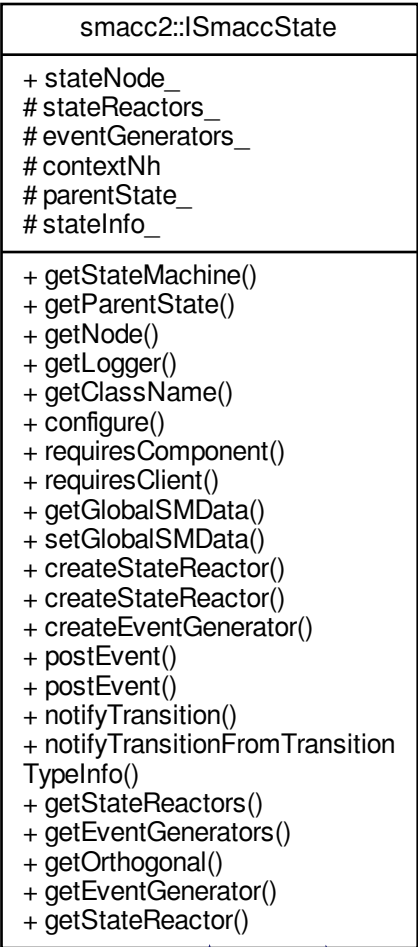 smacc2::ISmaccState
+ stateNode_
# stateReactors_
# eventGenerators_
# contextNh
# parentState_
# stateInfo_
+ getStateMachine()
+ getParentState()
+ getNode()
+ getLogger()
+ getClassName()
+ configure()
+ requiresComponent()
+ requiresClient()
+ getGlobalSMData()
+ setGlobalSMData()
+ createStateReactor()
+ createStateReactor()
+ createEventGenerator()
+ postEvent()
+ postEvent()
+ notifyTransition()
+ notifyTransitionFromTransition
TypeInfo()
+ getStateReactors()
+ getEventGenerators()
+ getOrthogonal()
+ getEventGenerator()
+ getStateReactor()